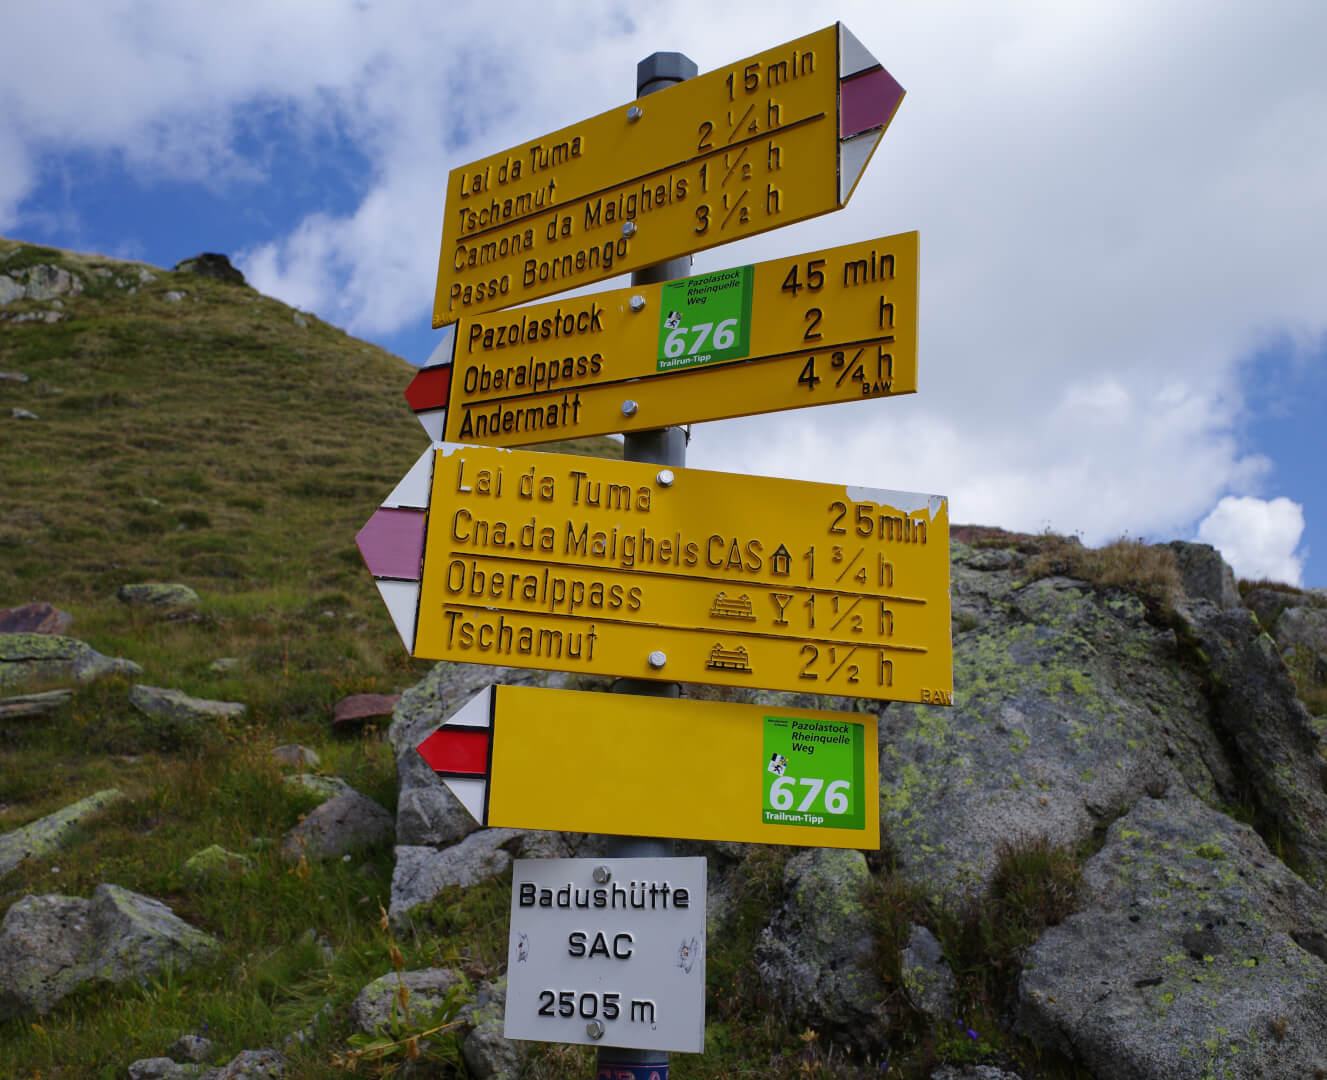 Lai da Tuma 15 min
Tschamut 2 1/4 h
Camona da Maighels 1 1/2 h
Passo Bornengo 3 1/2 h
BAW
Pazolastock 45 min
Oberalppass 2 h
Andermatt 4 3/4 h
BAW
Pazolastock
Rheinquelle
Weg
676
Trailrun-Tipp
Lai da Tuma 25 min
Cna. da Maighels CAS 1 3/4 h
Oberalppass 1 1/2 h
Tschamut 2 1/2 h
BAW
Pazolastock
Rheinquelle
Weg
676
Trailrun-Tipp
Badushütte
SAC
2505 m